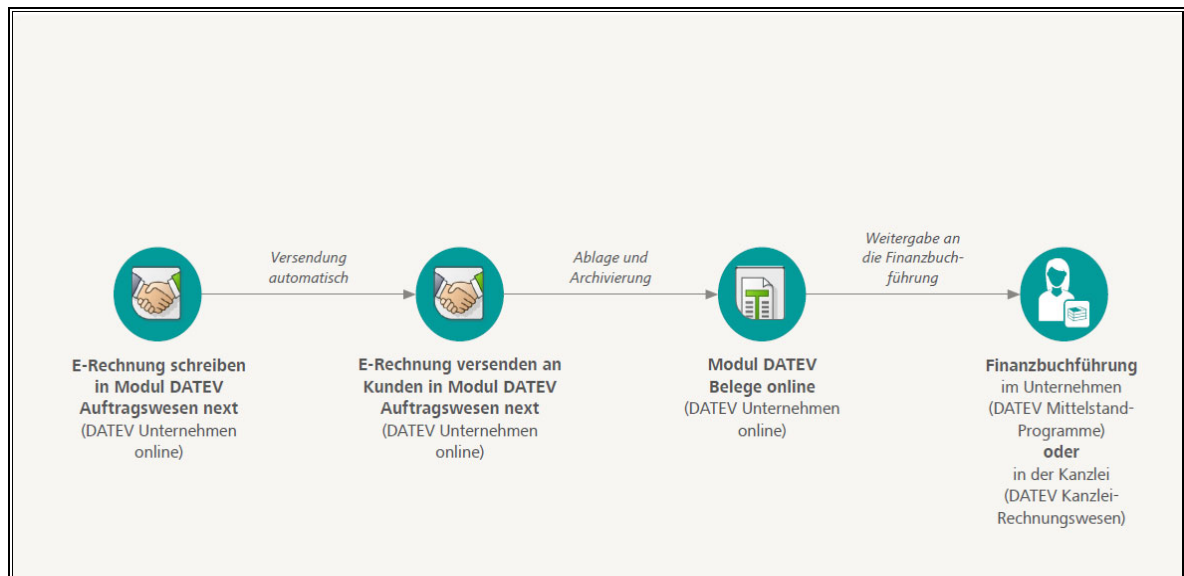 Versendung
automatisch
Ablage und
Archivierung
Weitergabe an
die Finanzbuch-
führung
E-Rechnung schreiben
in Modul DATEV
Auftragswesen next
(DATEV Unternehmen
online)
E-Rechnung versenden an
Kunden in Modul DATEV
Auftragswesen next
(DATEV Unternehmen
online)
Modul DATEV
Belege online
(DATEV Unternehmen
online)
Finanzbuchführung
im Unternehmen
(DATEV Mittelstand-
Programme)
oder
in der Kanzlei
(DATEV Kanzlei-
Rechnungswesen)